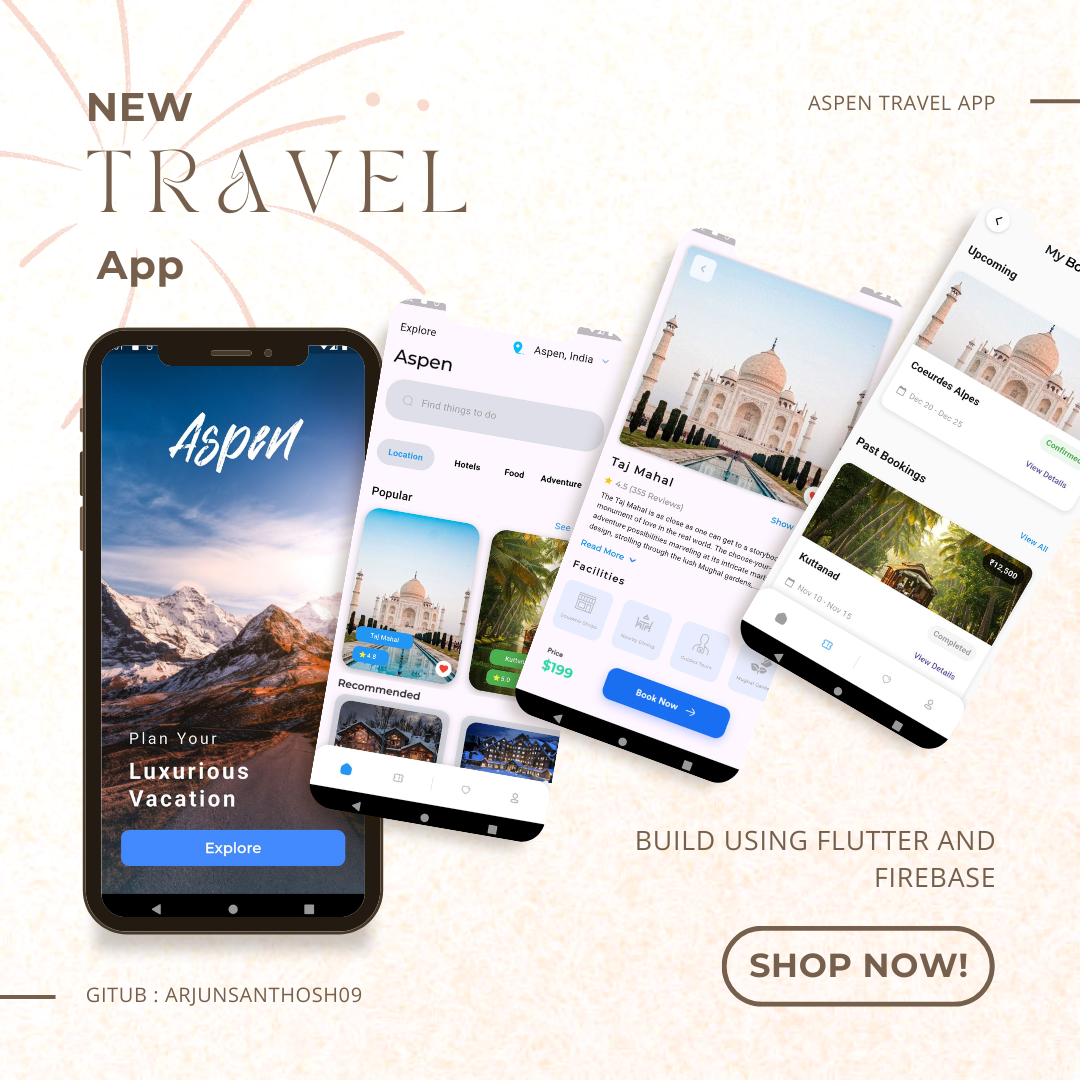 NEW
TRAVEL
App
ASPEN TRAVEL APP
Aspen
Plan Your
Luxurious
Vacation
Explore
Explore
Aspen, India
Aspen
Find things to do
Location
Hotels
Food
Adventure
Popular
See
Taj Mahal
4.8
5.0
Recommended
Taj Mahal
4.5 (355 Reviews)
Show
The Taj Mahal is as close as one can get to a storyboo
monument of love in the real world. The choose-your-
adventure possibilities marveling at its intricate mar
design, strolling through the lush Mughal gardens,
Read More
Facilities
Nearby Dining
Guided Tours
Mughal
Price
$199
Book Now
My Bo
Upcoming
Coeurdes Alpes
Dec 20 - Dec 25
Confirmed
View Details
Past Bookings
View All
₹12,500
Kuttanad
Nov 10 - Nov 15
Completed
View Details
BUILD USING FLUTTER AND
FIREBASE
SHOP NOW!
GITUB : ARJUNSANTHOSH09